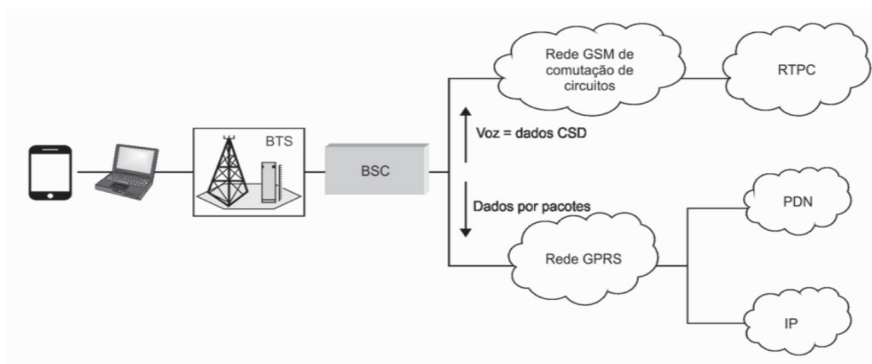 BTS
BSC
Rede GSM de
comutação de
circuitos
RTPC
Voz = dados CSD
Dados por pacotes
Rede GPRS
PDN
IP